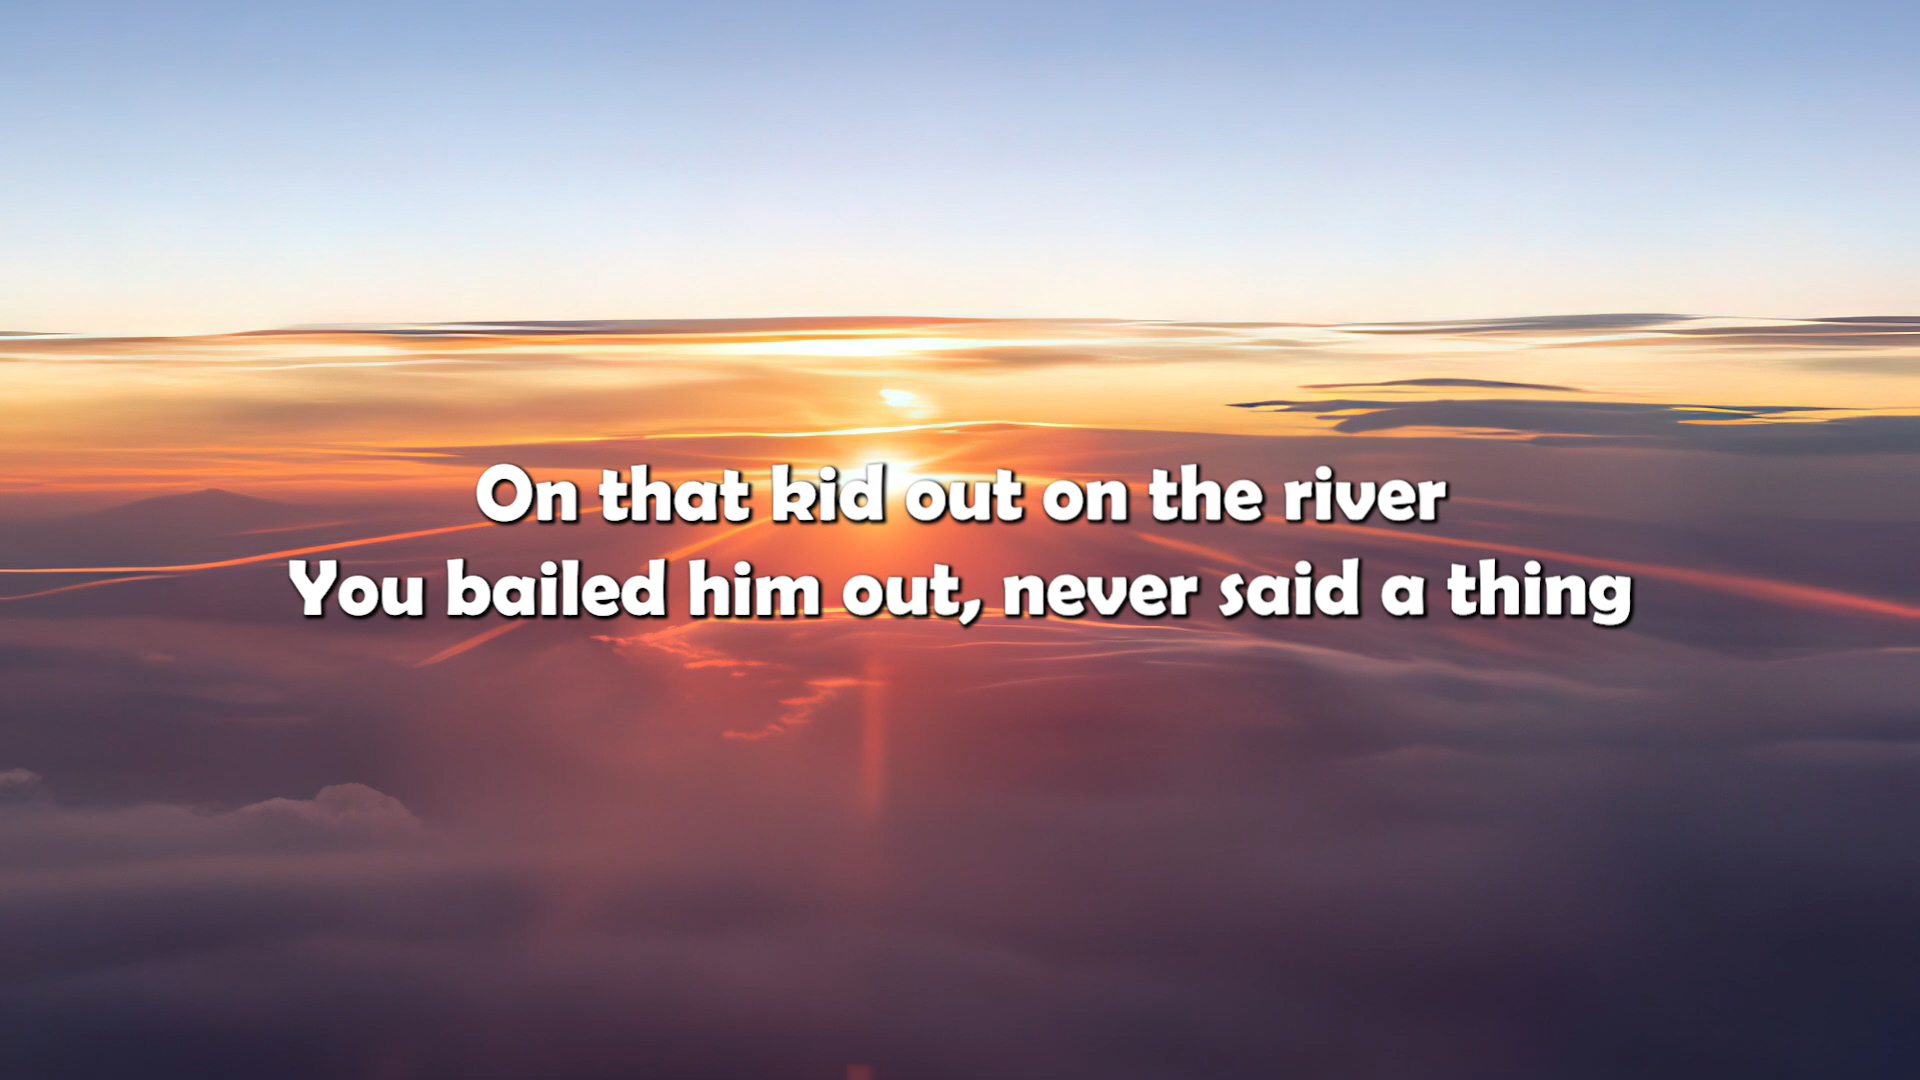 On that kid out on the river
You bailed him out, never said a thing